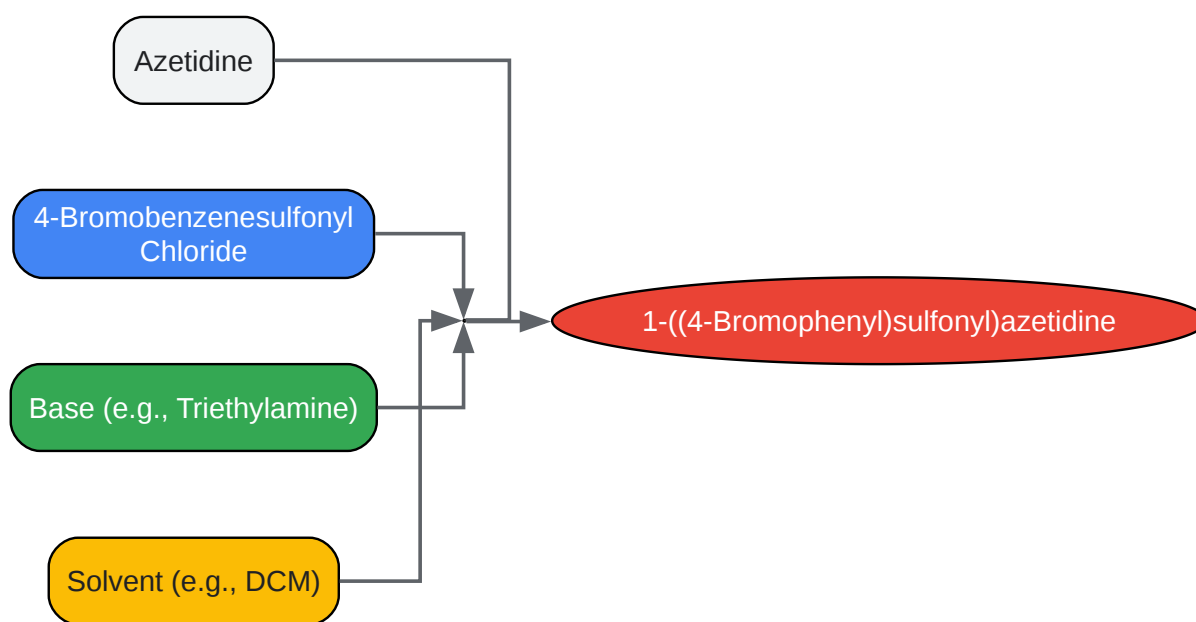 Azetidine
4-Bromobenzenesulfonyl
Chloride
1-((4-Bromophenyl)sulfonyl)azetidine
Base (e.g., Triethylamine)
Solvent (e.g., DCM)